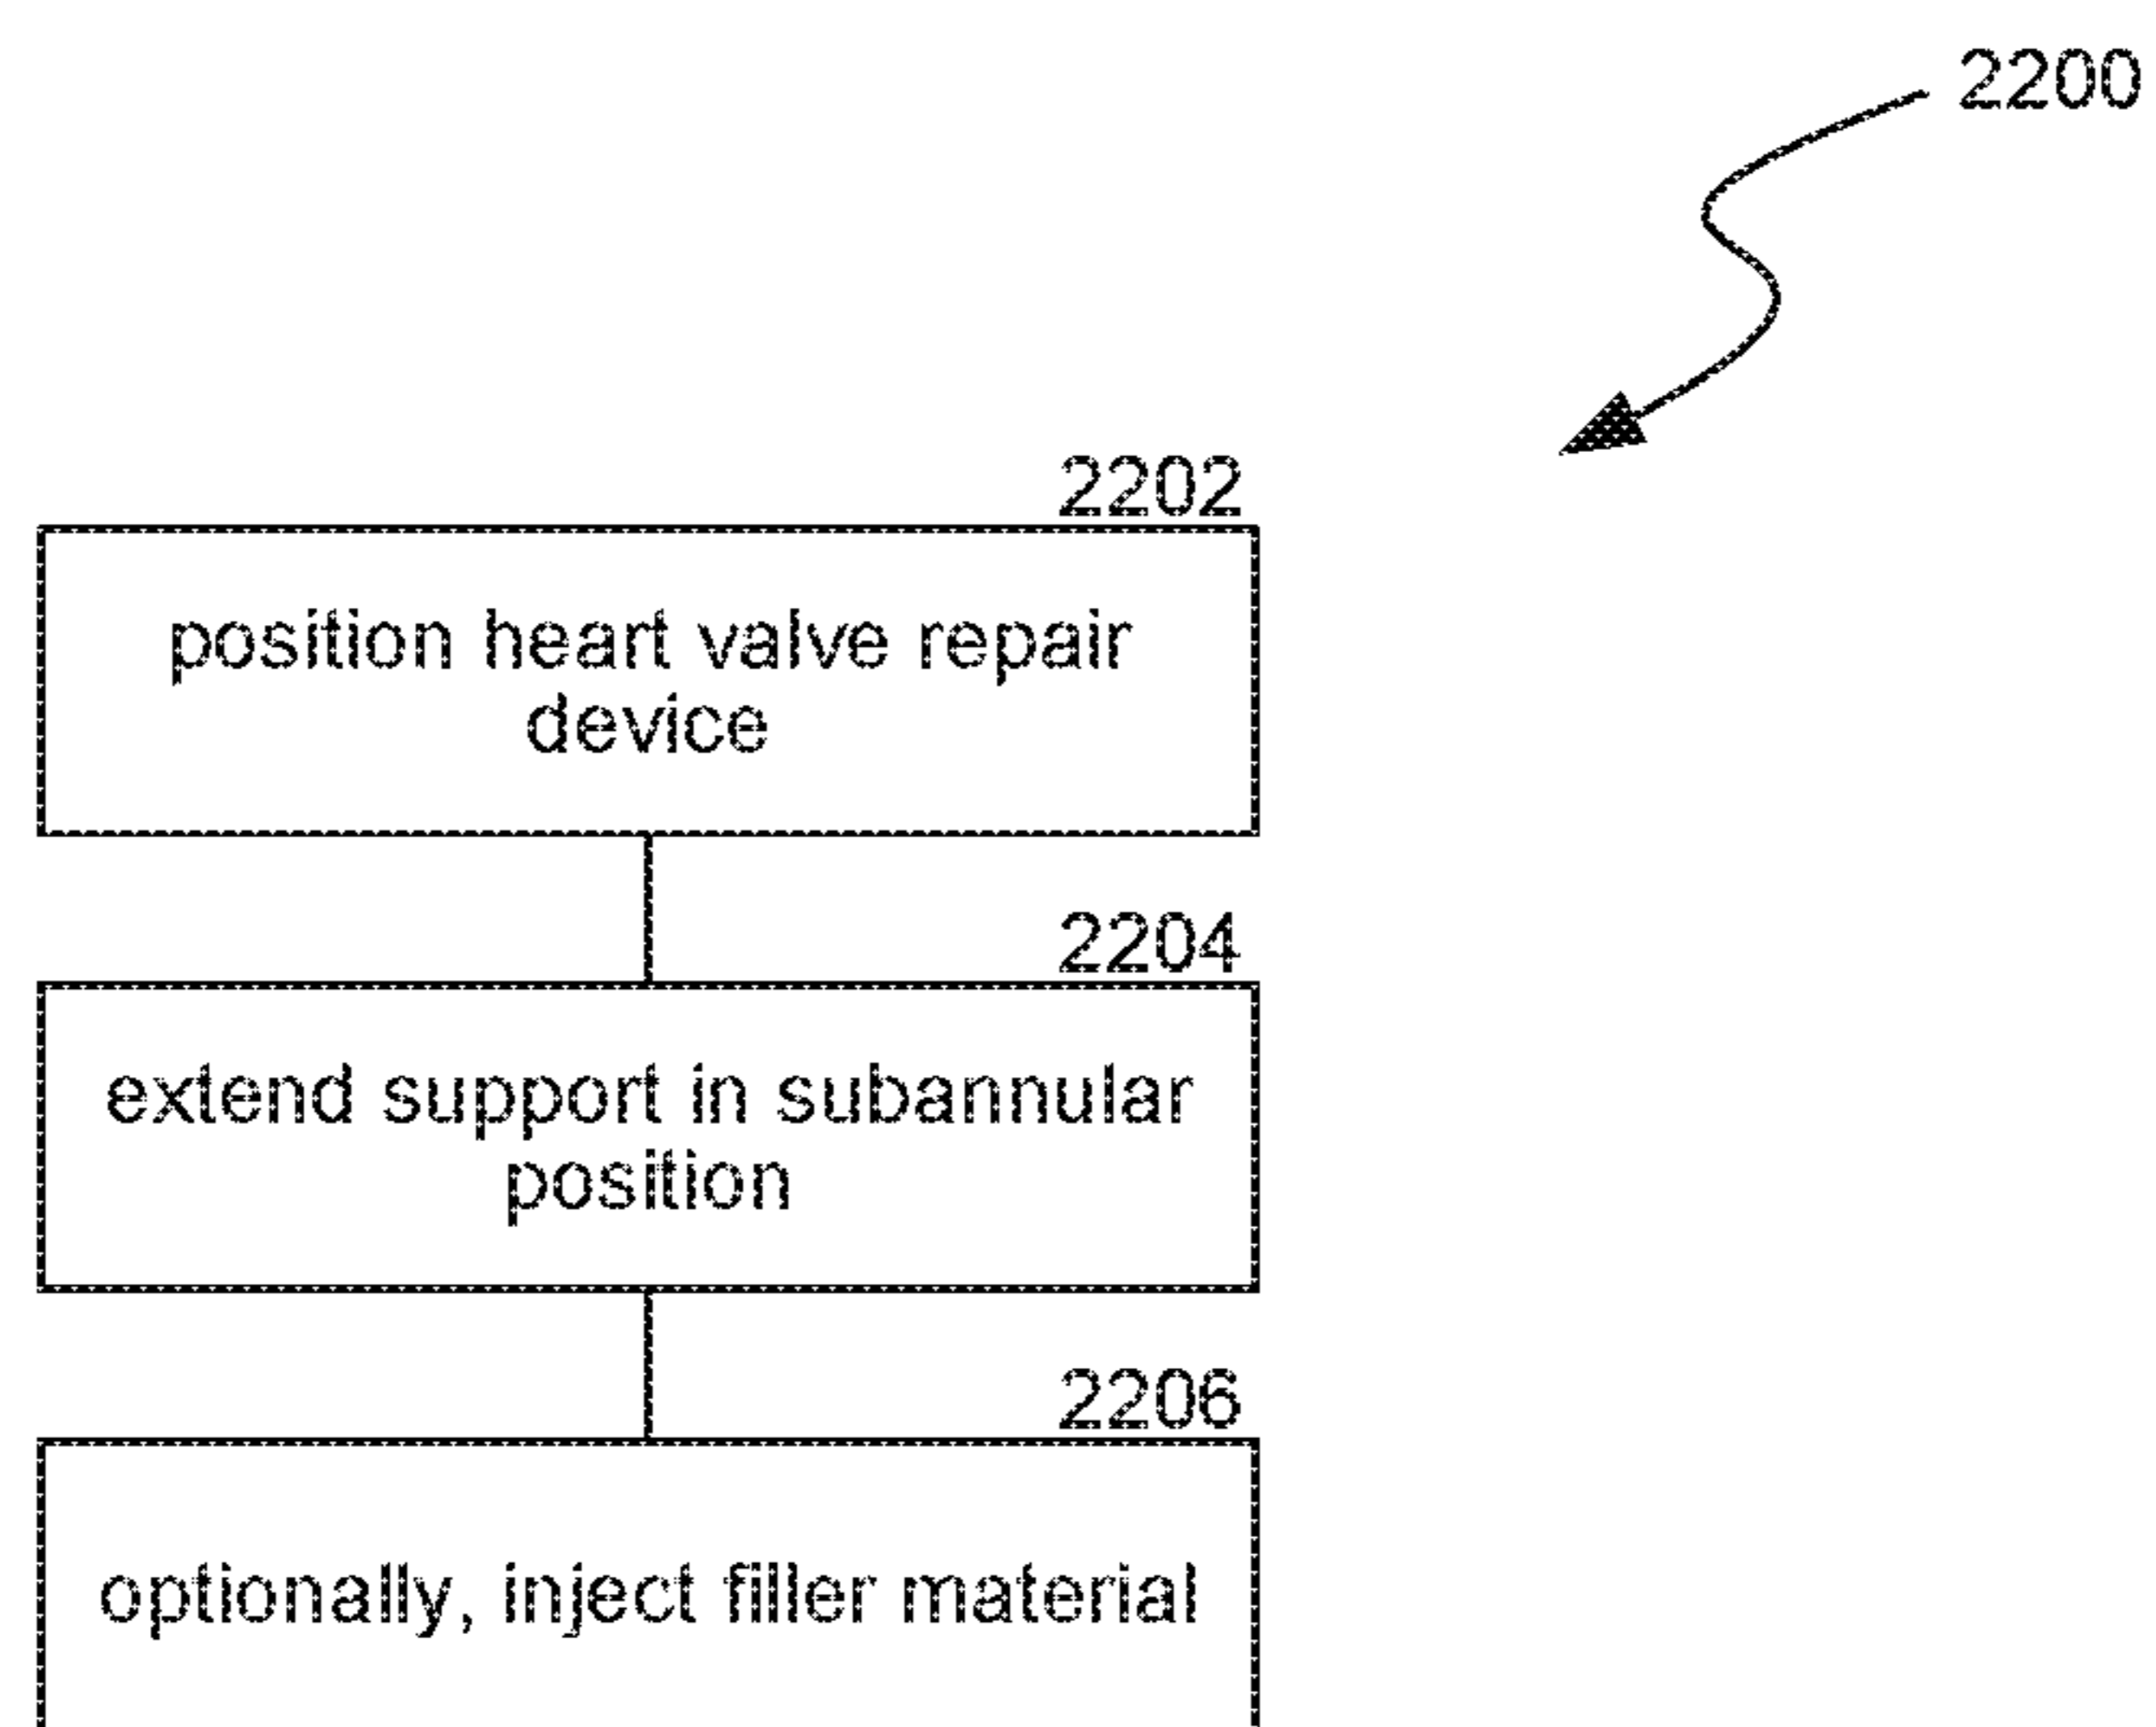 2200
2202
position heart valve repair
device
2204
extend support in subannular
position
2206
optionally, inject filler material